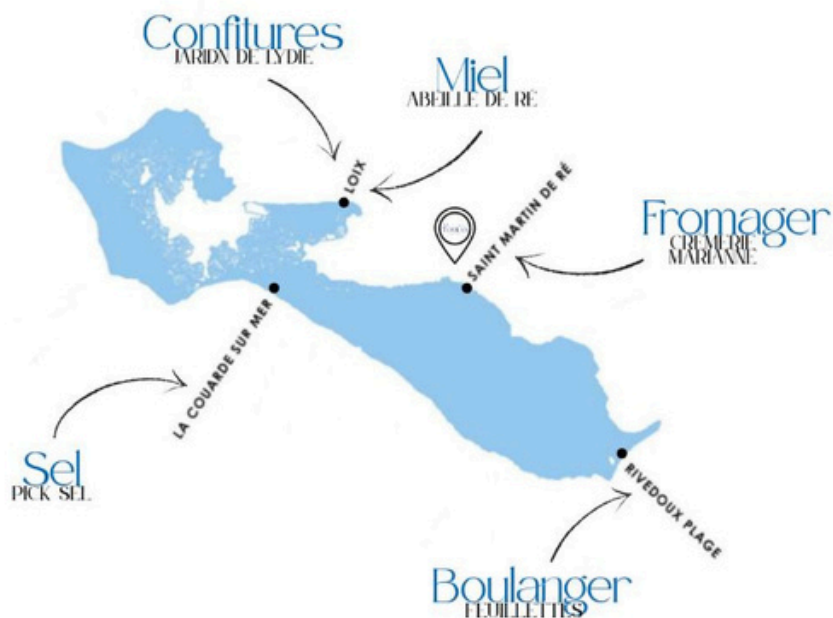 Confitures
JARIDN DE LYDIE
Miel
ABEILLE DE RÉ
LOIX
SAINT MARTIN DE RÉ
Fromager
CREMERIE
MARIANNE
LA COUARDE SUR MER
Sel
PICK SEL
RIVEDOUX PLAGE
Boulanger
FEUILLETTES